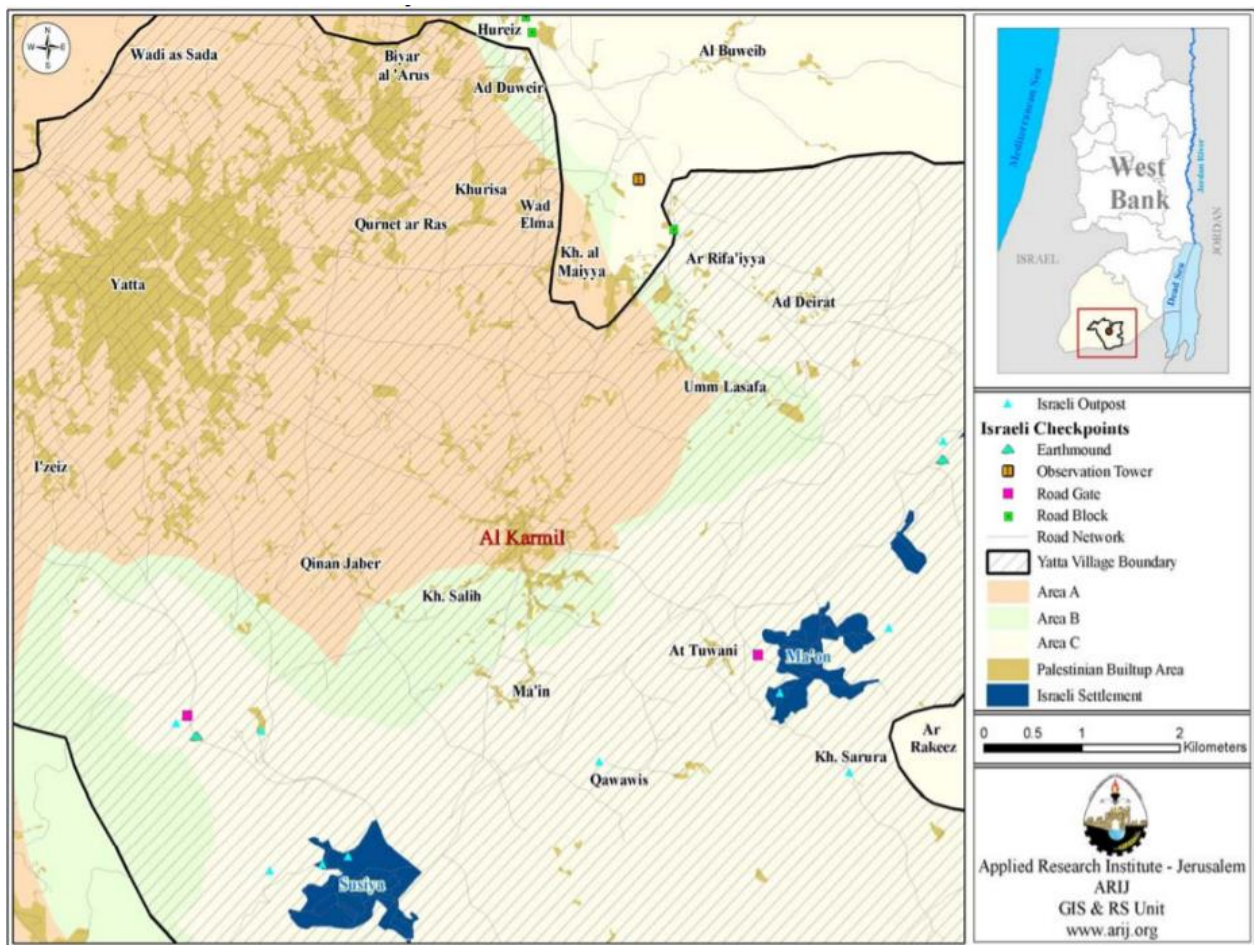 N
W E
S
Wadi as Sada
Biyar
al 'Arus
Hureiz
Al Buweib
Ad Duweir
Khurisa
Wad
Elma
Qurnet ar Ras
Kh. al
Maiyya
Ar Rifa'iyya
Yatta
Ad Deirat
Umm Lasafa
I'zeiz
Al Karmil
Qinan Jaber
Kh. Salih
At Tuwani
Ma'on
Ma'in
Ar
Rakeez
Kh. Sarura
Qawawis
Susiya
Mediterranean Sea
West
Bank
Jordan River
ISRAEL
JORDAN
Dead Sea
Israeli Outpost
Israeli Checkpoints
Earthmound
Observation Tower
Road Gate
Road Block
Road Network
Yatta Village Boundary
Area A
Area B
Area C
Palestinian Builtup Area
Israeli Settlement
0 0.5 1 2
Kilometers
Applied Research Institute - Jerusalem
ARIJ
GIS & RS Unit
www.arij.org